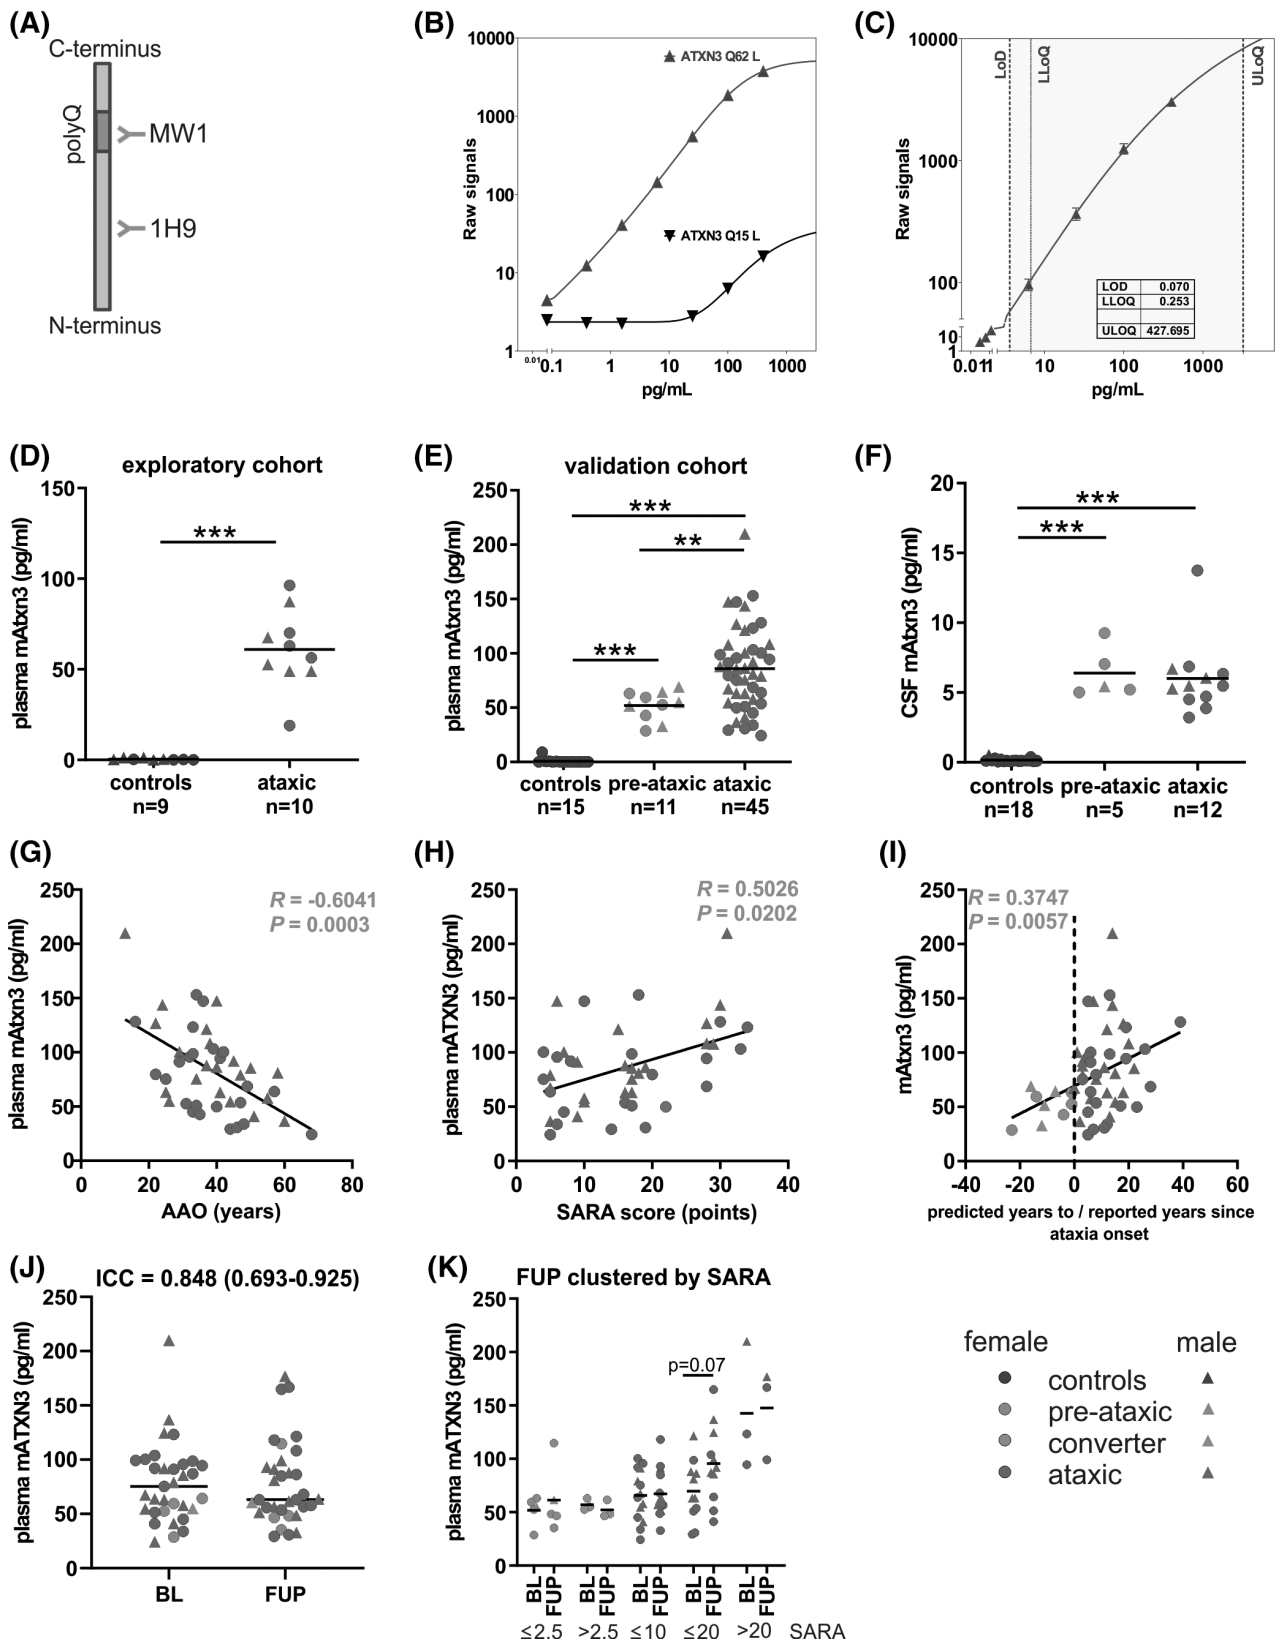 (A)
C-terminus
polyQ
MW1
1H9
N-terminus
(B)
Raw signals
10000
1000
100
10
1
ATXN3 Q62 L
ATXN3 Q15 L
0.01
0.1
1
10
100
1000
pg/mL
(C)
Raw signals
10000
1000
100
10
1
LoD
LLoQ
ULoQ
LOD 0.070
LLOQ 0.253
ULOQ 427.695
0.01
1
10
100
1000
pg/mL
(D)
exploratory cohort
plasma mAtxn3 (pg/ml)
150
100
50
0
***
controls
n=9
ataxic
n=10
(E)
validation cohort
plasma mAtxn3 (pg/ml)
250
200
150
100
50
0
***
**
***
controls
n=15
pre-ataxic
n=11
ataxic
n=45
(F)
CSF mAtxn3 (pg/ml)
20
15
10
5
0
***
***
controls
n=18
pre-ataxic
n=5
ataxic
n=12
(G)
plasma mAtxn3 (pg/ml)
250
200
150
100
50
0
R = -0.6041
P = 0.0003
0 20 40 60 80
AAO (years)
(H)
plasma mATXN3 (pg/ml)
250
200
150
100
50
0
R = 0.5026
P = 0.0202
0 10 20 30 40
SARA score (points)
(I)
mAtxn3 (pg/ml)
250
200
150
100
50
0
R = 0.3747
P = 0.0057
-40 -20 0 20 40 60
predicted years to / reported years since
ataxia onset
(J)
ICC = 0.848 (0.693-0.925)
plasma mATXN3 (pg/ml)
250
200
150
100
50
0
BL FUP
(K)
FUP clustered by SARA
plasma mATXN3 (pg/ml)
250
200
150
100
50
0
p=0.07
BL FUP BL FUP BL FUP BL FUP BL FUP
≤2.5 >2.5 ≤10 ≤20 >20 SARA
female male
controls
pre-ataxic
converter
ataxic